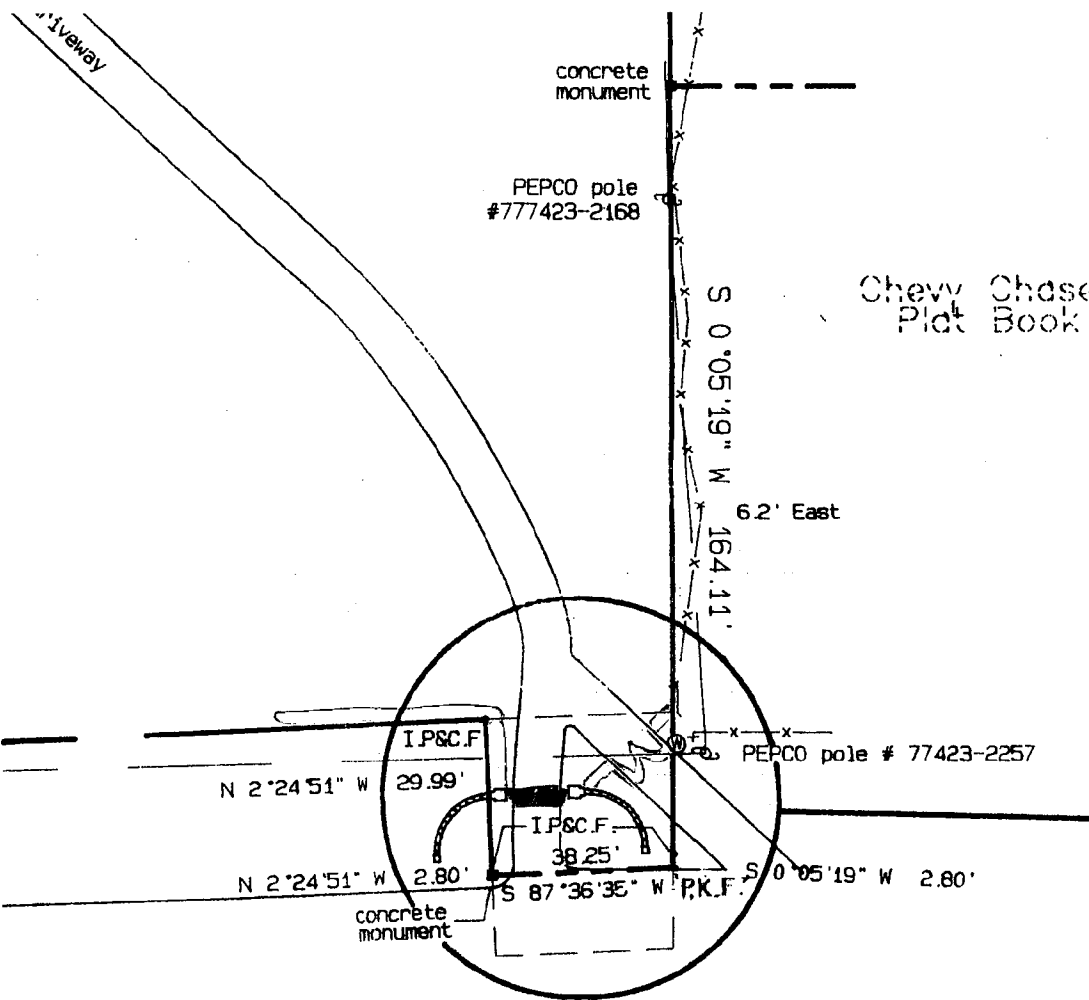 Driveway
concrete
monument
PEPCO pole
#777423-2168
Chevy Chase
Plat Book
S 0°05'19" W 164.11'
6.2' East
I.P.&C.F.
W
PEPCO pole # 77423-2257
N 2°24'51" W 29.99'
I.P.&C.F.
38.25'
N 2°24'51" W 2.80'
S 87°36'35" W P.K.F.
S 0°05'19" W 2.80'
concrete
monument